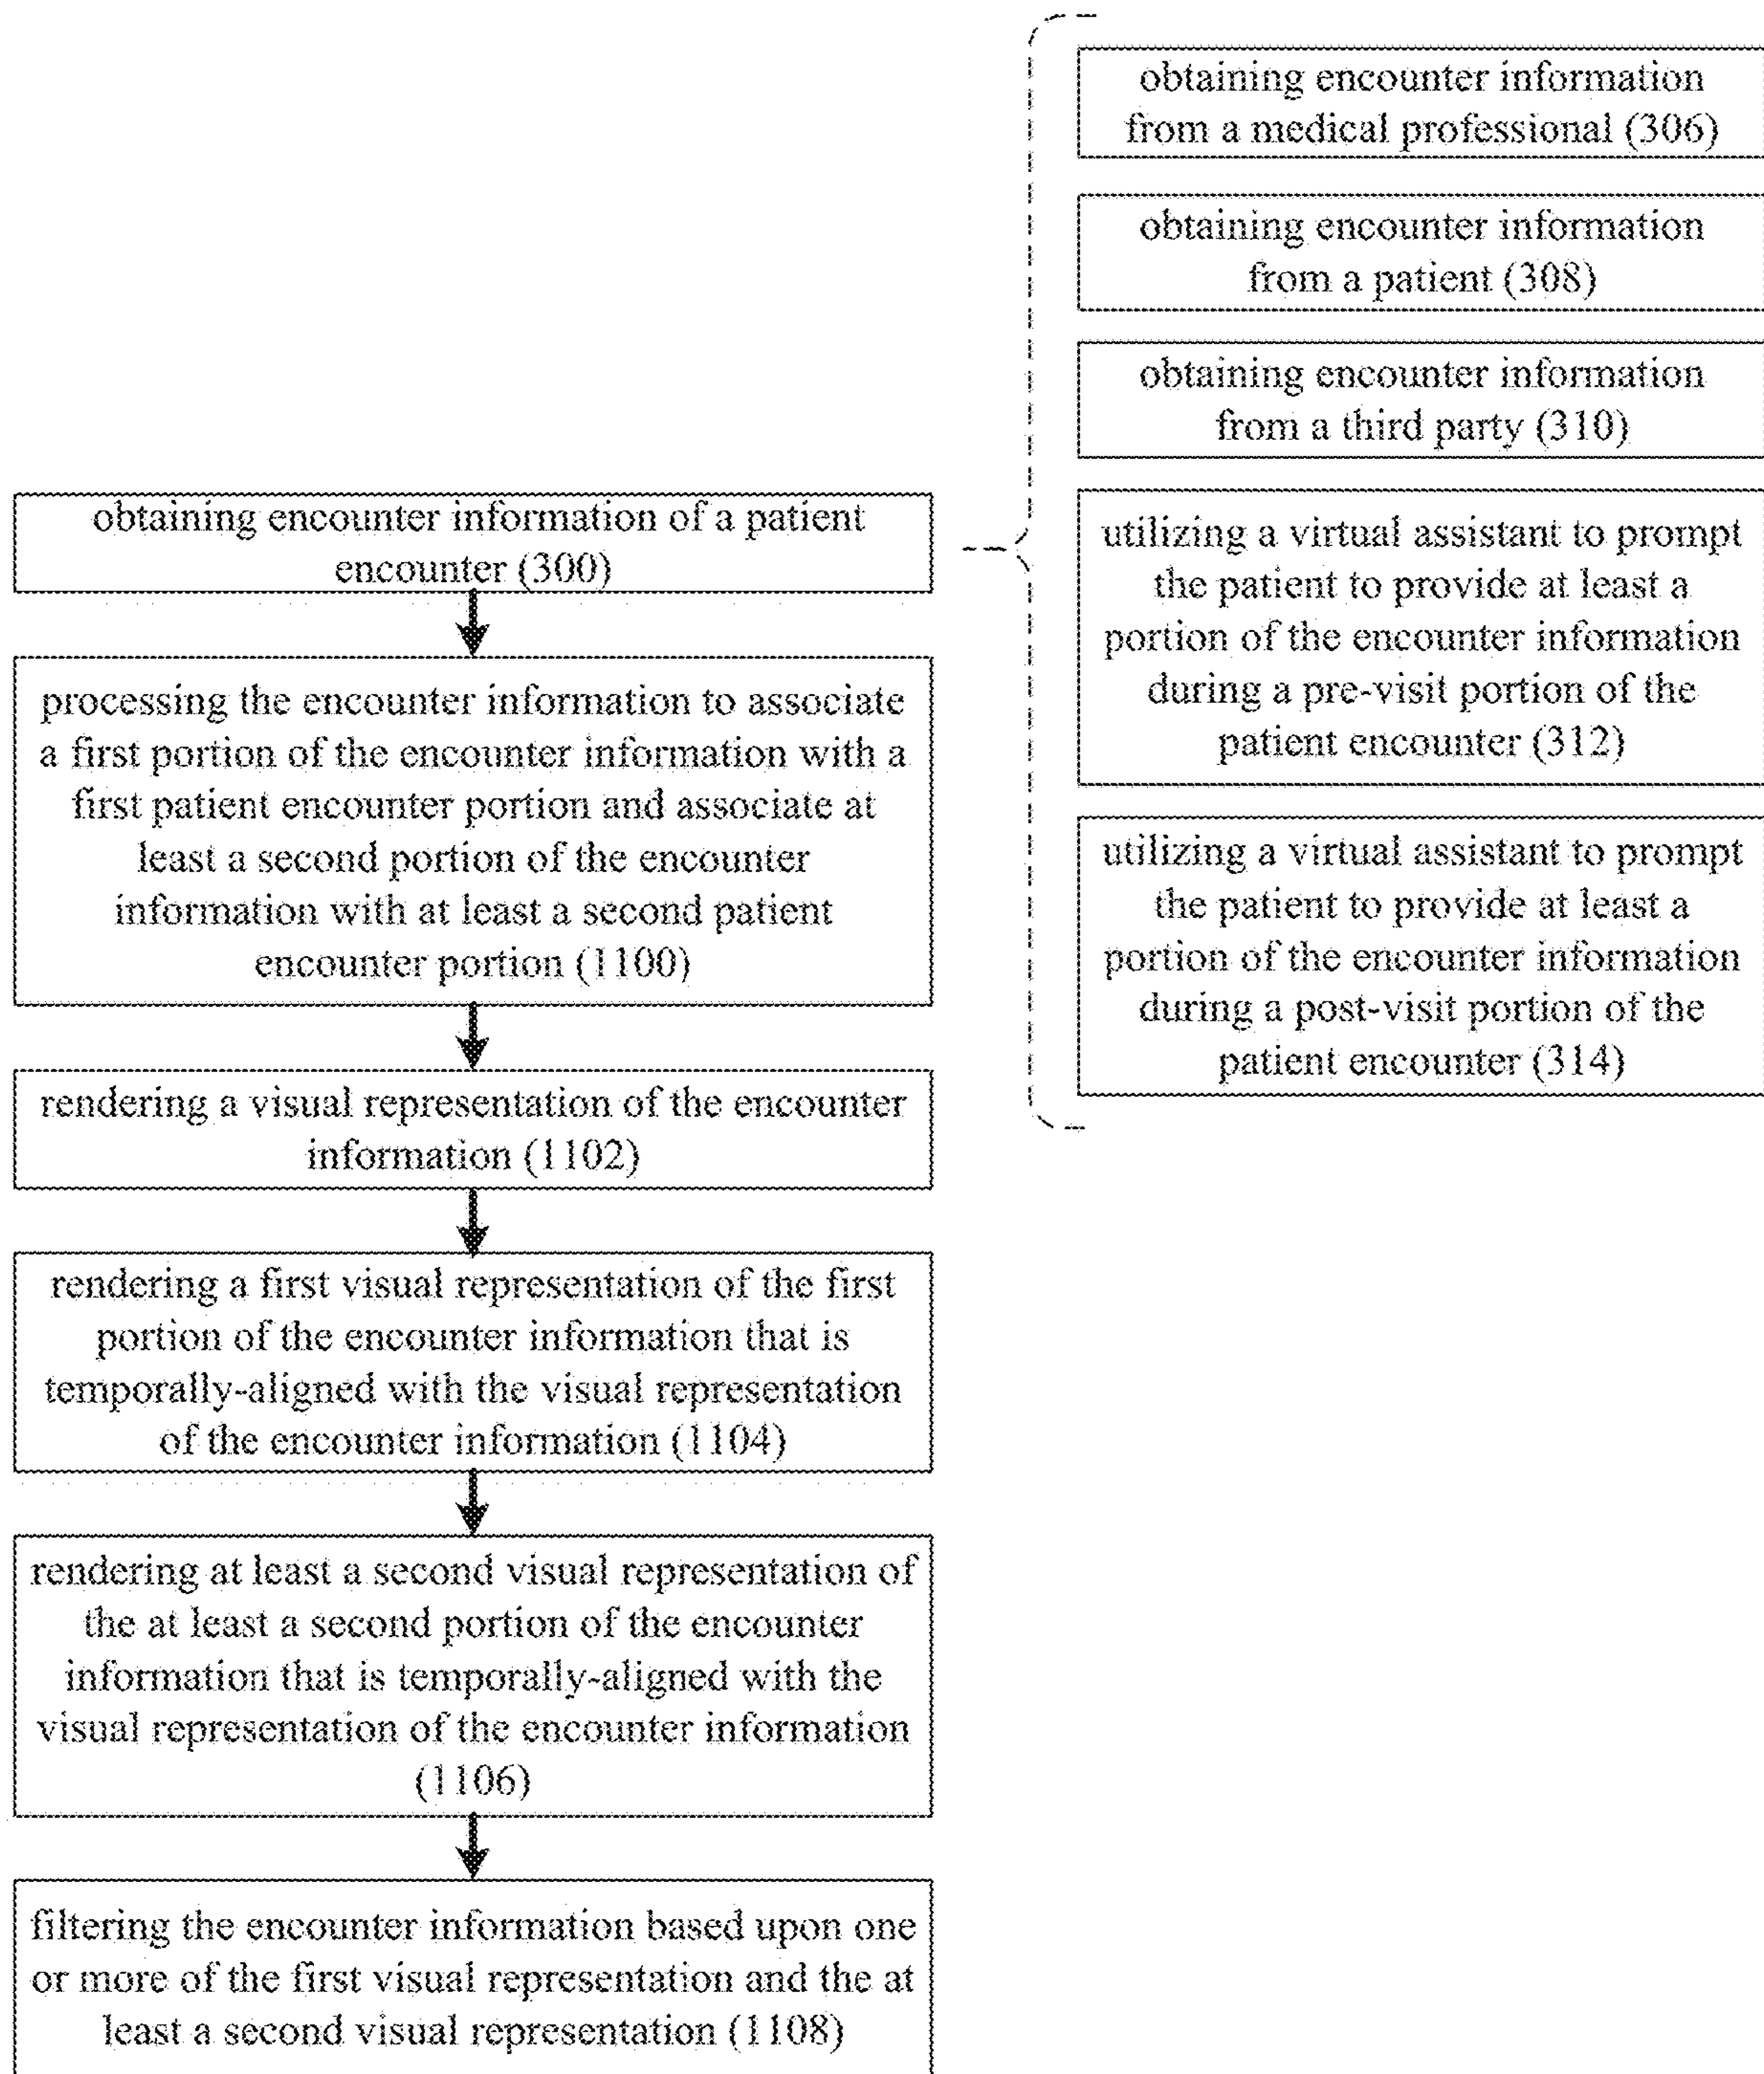 obtaining encounter information of a patient
encounter (300)
processing the encounter information to associate
a first portion of the encounter information with a
first patient encounter portion and associate at
least a second portion of the encounter
information with at least a second patient
encounter portion (1100)
rendering a visual representation of the encounter
information (1102)
rendering a first visual representation of the first
portion of the encounter information that is
temporally-aligned with the visual representation
of the encounter information (1104)
rendering at least a second visual representation of
the at least a second portion of the encounter
information that is temporally-aligned with the
visual representation of the encounter information
(1106)
filtering the encounter information based upon one
or more of the first visual representation and the at
least a second visual representation (1108)
obtaining encounter information
from a medical professional (306)
obtaining encounter information
from a patient (308)
obtaining encounter information
from a third party (310)
utilizing a virtual assistant to prompt
the patient to provide at least a
portion of the encounter information
during a pre-visit portion of the
patient encounter (312)
utilizing a virtual assistant to prompt
the patient to provide at least a
portion of the encounter information
during a post-visit portion of the
patient encounter (314)